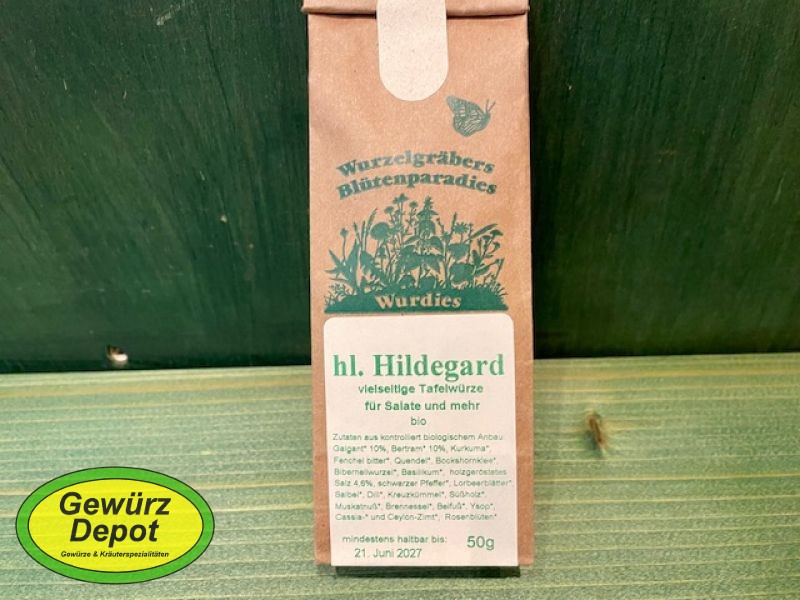 Wurzelgräbers
Blütenparadies
Wurdies
hl. Hildegard
vielseitige Tafelwürze
für Salate und mehr
bio
Zutaten aus kontrolliert biologischem Anbau:
Galgant* 10%, Bertram* 10%, Kurkuma*,
Fenchel bitter*, Quendel*, Bockshornklee*,
Bibernellwurzel*, Basilikum*, holzgeröstetes
Salz 4,6%, schwarzer Pfeffer*, Lorbeerblätter*,
Salbei*, Dill*, Kreuzkümmel*, Süßholz*,
Muskatnuß*, Brennessel*, Beifuß*, Ysop*,
Cassia-* und Ceylon-Zimt*, Rosenblüten*
mindestens haltbar bis:
21. Juni 2027
50g
Gewürz
Depot
Gewürze & Kräuterspezialitäten